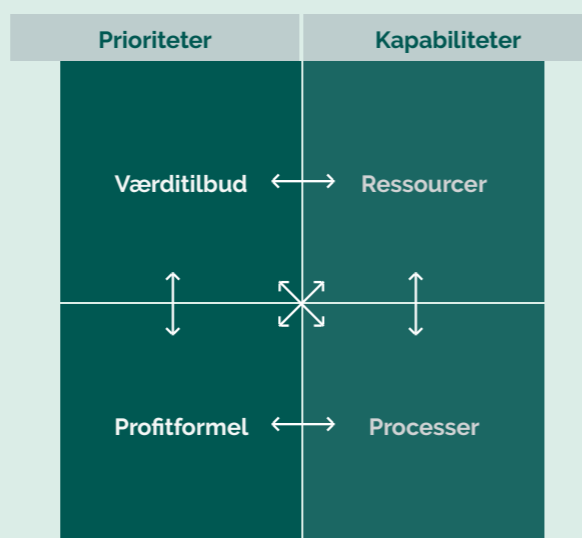 Prioriteter
Kapabiliteter
Værditilbud
Ressourcer
Profitformel
Processer